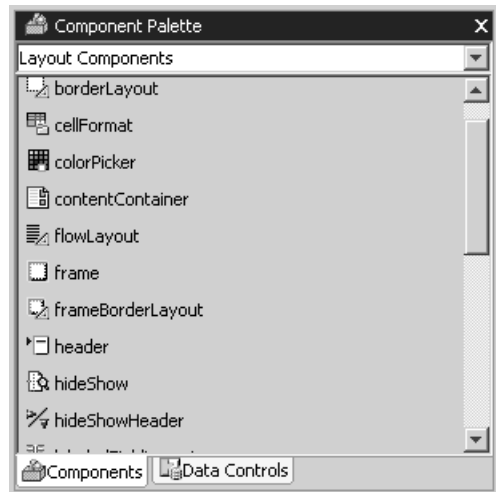 Component Palette
X
Layout Components
borderLayout
cellFormat
colorPicker
contentContainer
flowLayout
frame
frameBorderLayout
header
hideShow
hideShowHeader
Components Data Controls